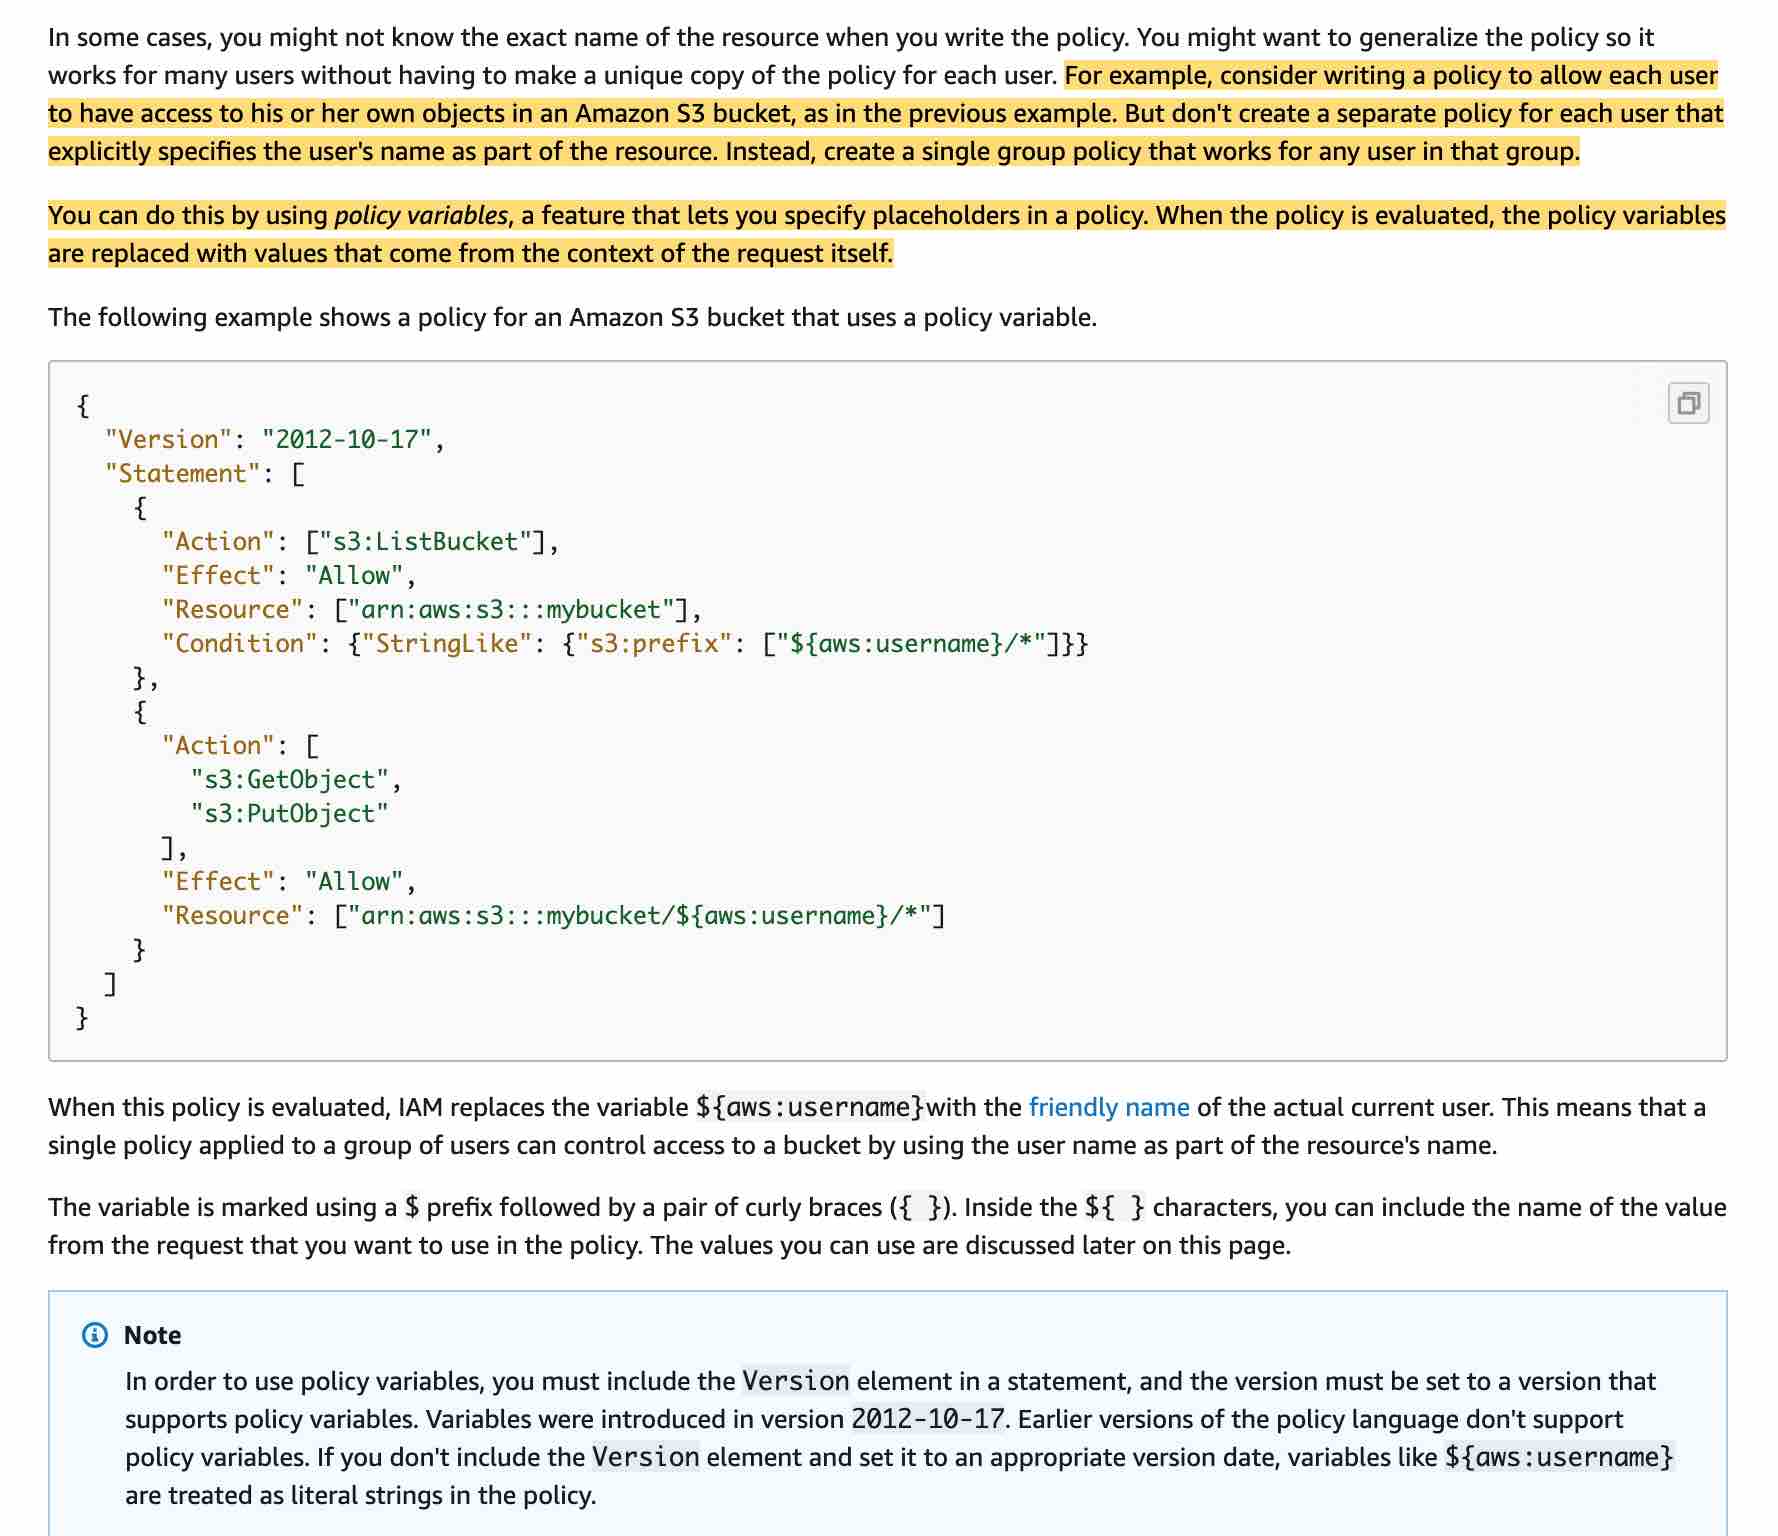 In some cases, you might not know the exact name of the resource when you write the policy. You might want to generalize the policy so it
works for many users without having to make a unique copy of the policy for each user. For example, consider writing a policy to allow each user
to have access to his or her own objects in an Amazon S3 bucket, as in the previous example. But don't create a separate policy for each user that
explicitly specifies the user's name as part of the resource. Instead, create a single group policy that works for any user in that group.
You can do this by using policy variables, a feature that lets you specify placeholders in a policy. When the policy is evaluated, the policy variables
are replaced with values that come from the context of the request itself.
The following example shows a policy for an Amazon S3 bucket that uses a policy variable.
{
  "Version": "2012-10-17",
  "Statement": [
    {
      "Action": ["s3:ListBucket"],
      "Effect": "Allow",
      "Resource": ["arn:aws:s3:::mybucket"],
      "Condition": {"StringLike": {"s3:prefix": ["${aws:username}/*"]}}
    },
    {
      "Action": [
        "s3:GetObject",
        "s3:PutObject"
      ],
      "Effect": "Allow",
      "Resource": ["arn:aws:s3:::mybucket/${aws:username}/*"]
    }
  ]
}
When this policy is evaluated, IAM replaces the variable ${aws:username}with the friendly name of the actual current user. This means that a
single policy applied to a group of users can control access to a bucket by using the user name as part of the resource's name.
The variable is marked using a $ prefix followed by a pair of curly braces ({ }). Inside the ${ } characters, you can include the name of the value
from the request that you want to use in the policy. The values you can use are discussed later on this page.
Note
In order to use policy variables, you must include the Version element in a statement, and the version must be set to a version that
supports policy variables. Variables were introduced in version 2012-10-17. Earlier versions of the policy language don't support
policy variables. If you don't include the Version element and set it to an appropriate version date, variables like ${aws:username}
are treated as literal strings in the policy.